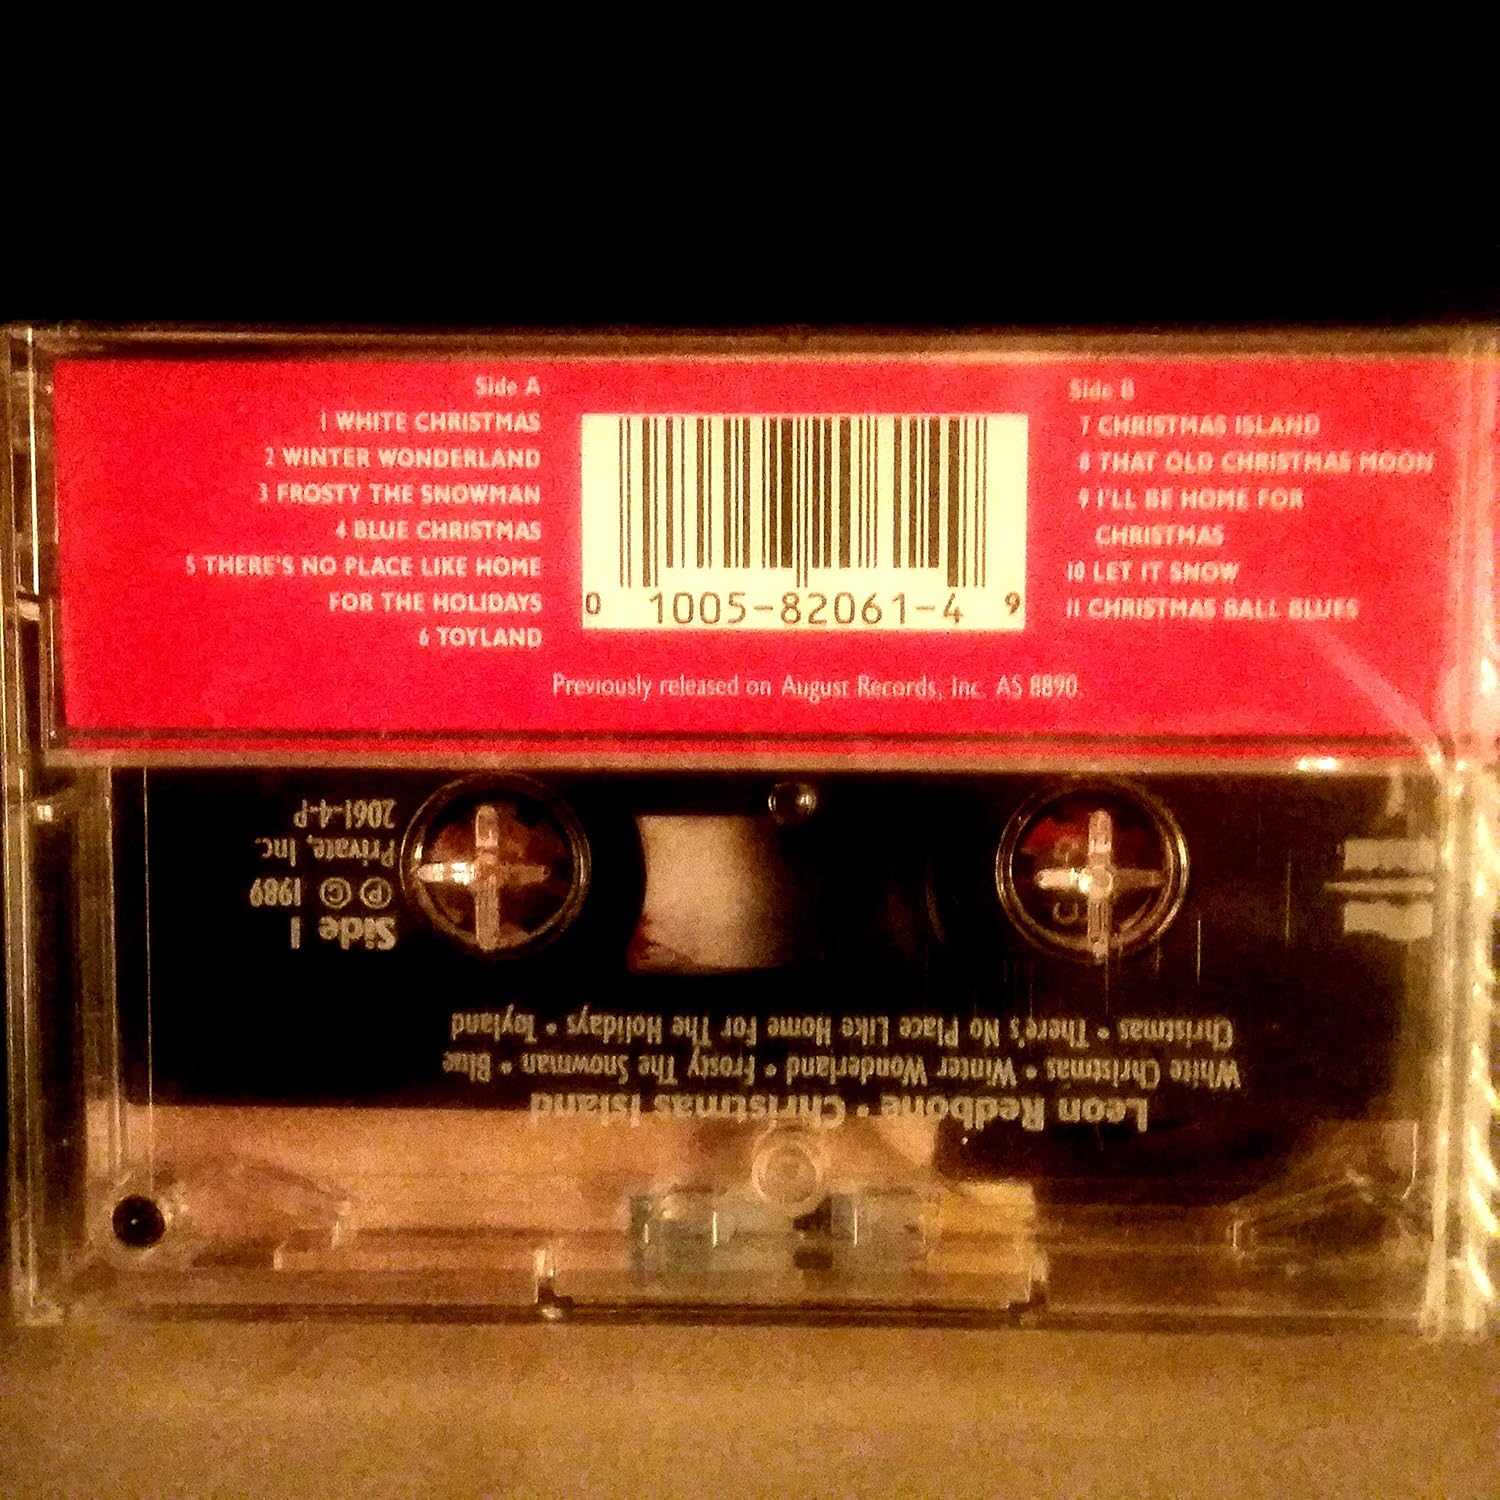 Side A
1 WHITE CHRISTMAS
2 WINTER WONDERLAND
3 FROSTY THE SNOWMAN
4 BLUE CHRISTMAS
5 THERE'S NO PLACE LIKE HOME
FOR THE HOLIDAYS
6 TOYLAND
0 1005-82061-4 9
Side B
7 CHRISTMAS ISLAND
8 THAT OLD CHRISTMAS MOON
9 I'LL BE HOME FOR
CHRISTMAS
10 LET IT SNOW
11 CHRISTMAS BALL BLUES
Previously released on August Records, Inc. AS 8890.
Leon Redbone • Christmas Island
White Christmas • Winter Wonderland • Frosty The Snowman • Blue
Christmas • There's No Place Like Home For The Holidays • Toyland
Side 1
℗ © 1989
Private, Inc.
2061-4-P